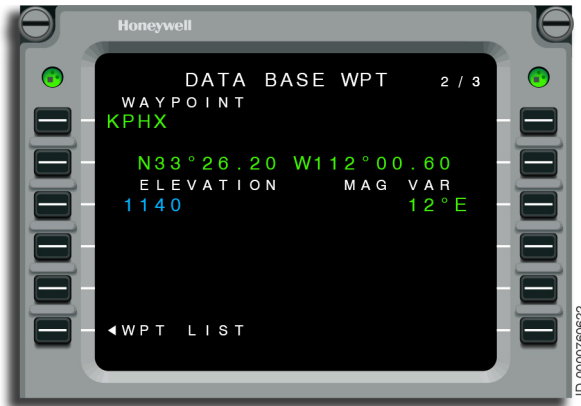 Honeywell
DATA BASE WPT 2 / 3
WAYPOINT
KPHX
N33°26.20 W112°00.60
ELEVATION MAG VAR
1140 12°E
◄WPT LIST